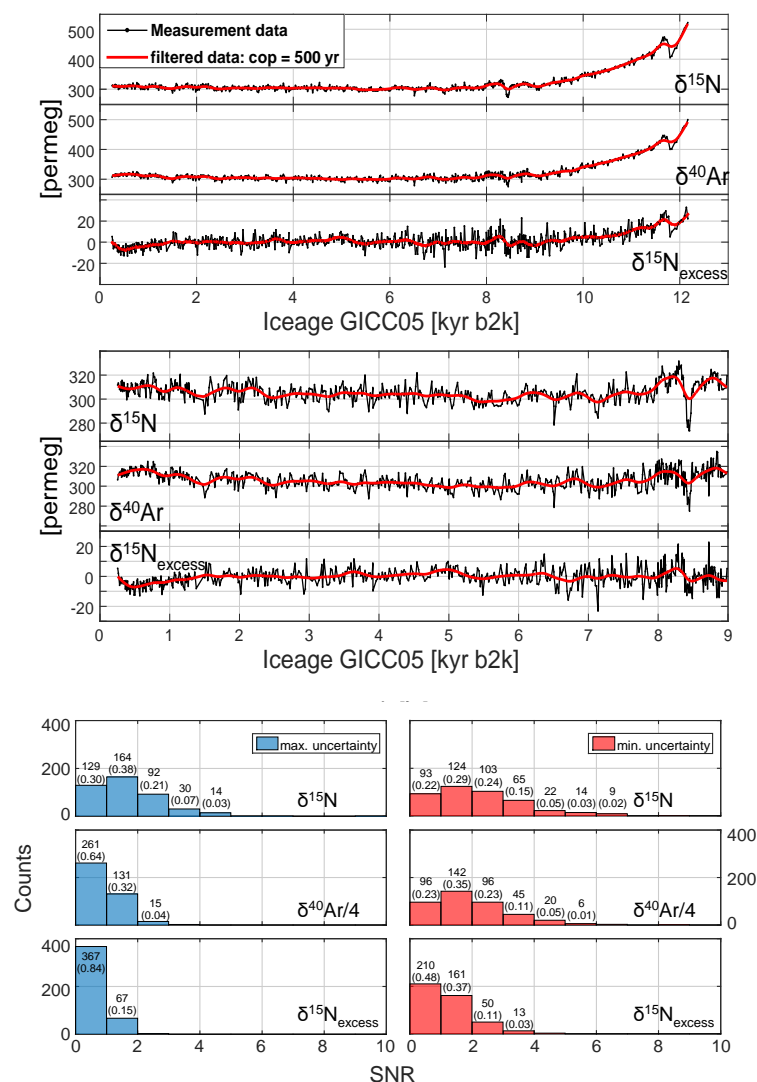 Measurement data
filtered data: cop = 500 yr
500
400
300
δ15N
500
400
300
δ40Ar
20
0
-20
δ15Nexcess
[permeg]
0 2 4 6 8 10 12
Iceage GICC05 [kyr b2k]
320
300
280
δ15N
320
300
280
δ40Ar
20
0
-20
δ15Nexcess
[permeg]
0 1 2 3 4 5 6 7 8 9
Iceage GICC05 [kyr b2k]
400
200
0
max. uncertainty
129 (0.30)
164 (0.38)
92 (0.21)
30 (0.07)
14 (0.03)
δ15N
min. uncertainty
93 (0.22)
124 (0.29)
103 (0.24)
65 (0.15)
22 (0.05)
14 (0.03)
9 (0.02)
δ15N
Counts
261 (0.64)
131 (0.32)
15 (0.04)
δ40Ar/4
96 (0.23)
142 (0.35)
96 (0.23)
45 (0.11)
20 (0.05)
6 (0.01)
δ40Ar/4
400
200
0
400
200
0
367 (0.84)
67 (0.15)
δ15Nexcess
210 (0.48)
161 (0.37)
50 (0.11)
13 (0.03)
δ15Nexcess
0 2 4 6 8 10
0 2 4 6 8 10
SNR